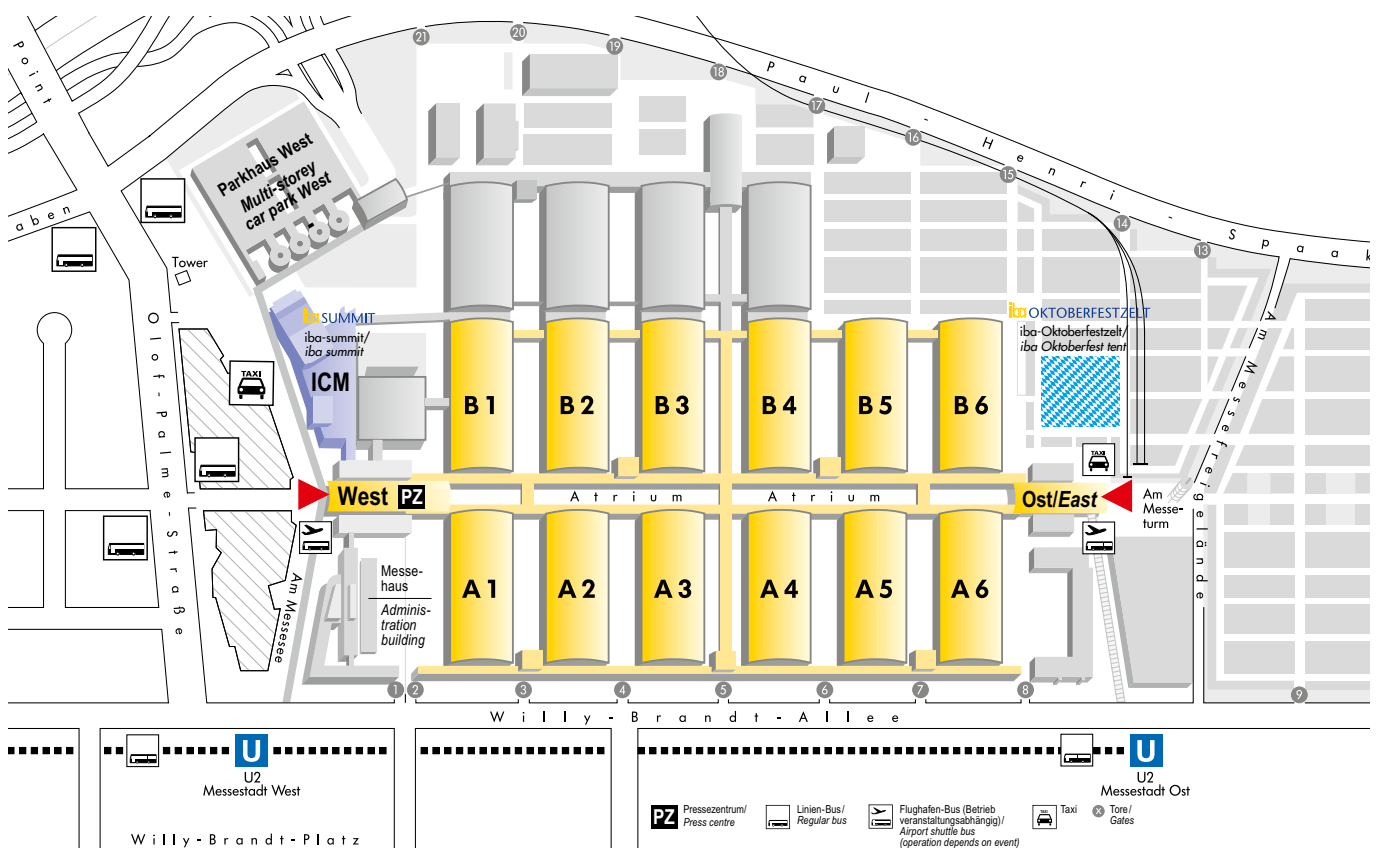 21
20
19
18
17
16
15
14
13
Point
Paul-Henri-Spaak
Parkhaus West
Multi-storey
car park West
aben
Tower
iba SUMMIT
iba-summit/
iba summit
ICM
iba OKTOBERFESTZELT
iba-Oktoberfestzelt/
iba Oktoberfest tent
Olof-Palme-Straße
TAXI
B1
B2
B3
B4
B5
B6
TAXI
Am Messefreigelände
West PZ
Atrium
Atrium
Ost/East
Am
Messe-
turm
Am Messesee
Messe-
haus
Adminis-
tration
building
A1
A2
A3
A4
A5
A6
1
2
3
4
5
6
7
8
9
Willy-Brandt-Allee
U
U2
Messestadt West
U
U2
Messestadt Ost
Willy-Brandt-Platz
PZ
Pressezentrum/
Press centre
Linien-Bus/
Regular bus
Flughafen-Bus (Betrieb
veranstaltungsabhängig)/
Airport shuttle bus
(operation depends on event)
TAXI
Taxi
X
Tore/
Gates